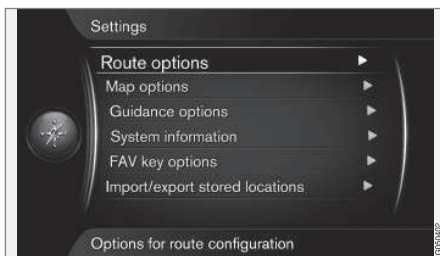 Settings
Route options
Map options
Guidance options
System information
FAV key options
Import/export stored locations
Options for route configuration
G050402